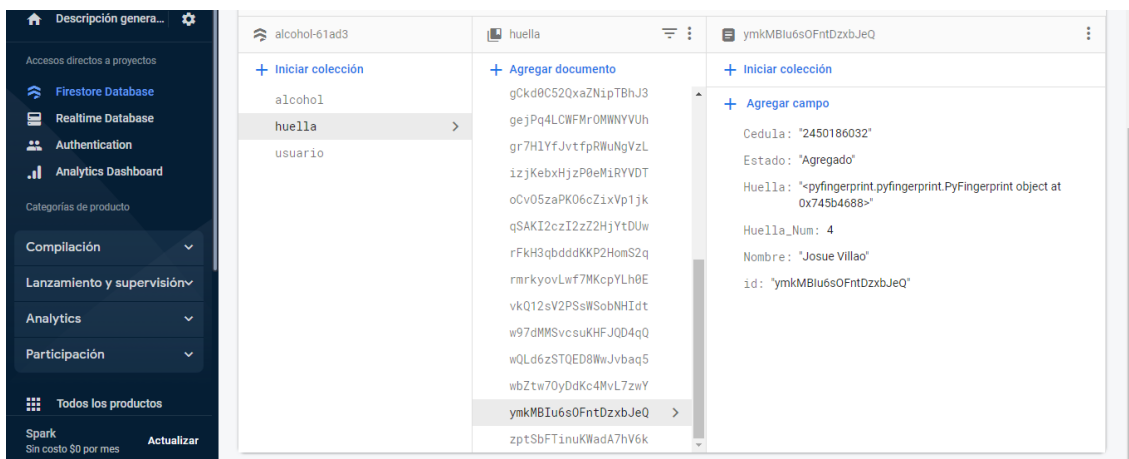 Descripción genera...
Accesos directos a proyectos
Firestore Database
Realtime Database
Authentication
Analytics Dashboard
Categorías de producto
Compilación
Lanzamiento y supervisión
Analytics
Participación
Todos los productos
Spark
Sin costo $0 por mes
Actualizar
alcohol-61ad3
+ Iniciar colección
alcohol
huella
usuario
huella
+ Agregar documento
gCkd0C52QxaZNipTBhJ3
gejPq4LCWFMrOMWNYVUh
gr7HlYfJvtfpRWuNgVzL
izjKebxHjzP0eMiRYVDT
oCvO5zaPKO6cZixVp1jk
qSAKI2czI2zZ2HjYtDUw
rFkH3qbdddKKP2HomS2q
rmrkyovLwf7MKcpYLh0E
vkQ12sV2PSsWSobNHIdt
w97dMMSvcsuKHFJQD4qQ
wQLd6zSTQED8WwJvbaq5
wbZtw7OyDdKc4MvL7zwY
ymkMBIu6sOFntDzxbJeQ
zptSbFTinuKWadA7hV6k
ymkMBIu6sOFntDzxbJeQ
+ Iniciar colección
+ Agregar campo
Cedula: "2450186032"
Estado: "Agregado"
Huella: "<pyfingerprint.pyfingerprint.PyFingerprint object at
0x745b4688>"
Huella_Num: 4
Nombre: "Josue Villao"
id: "ymkMBIu6sOFntDzxbJeQ"